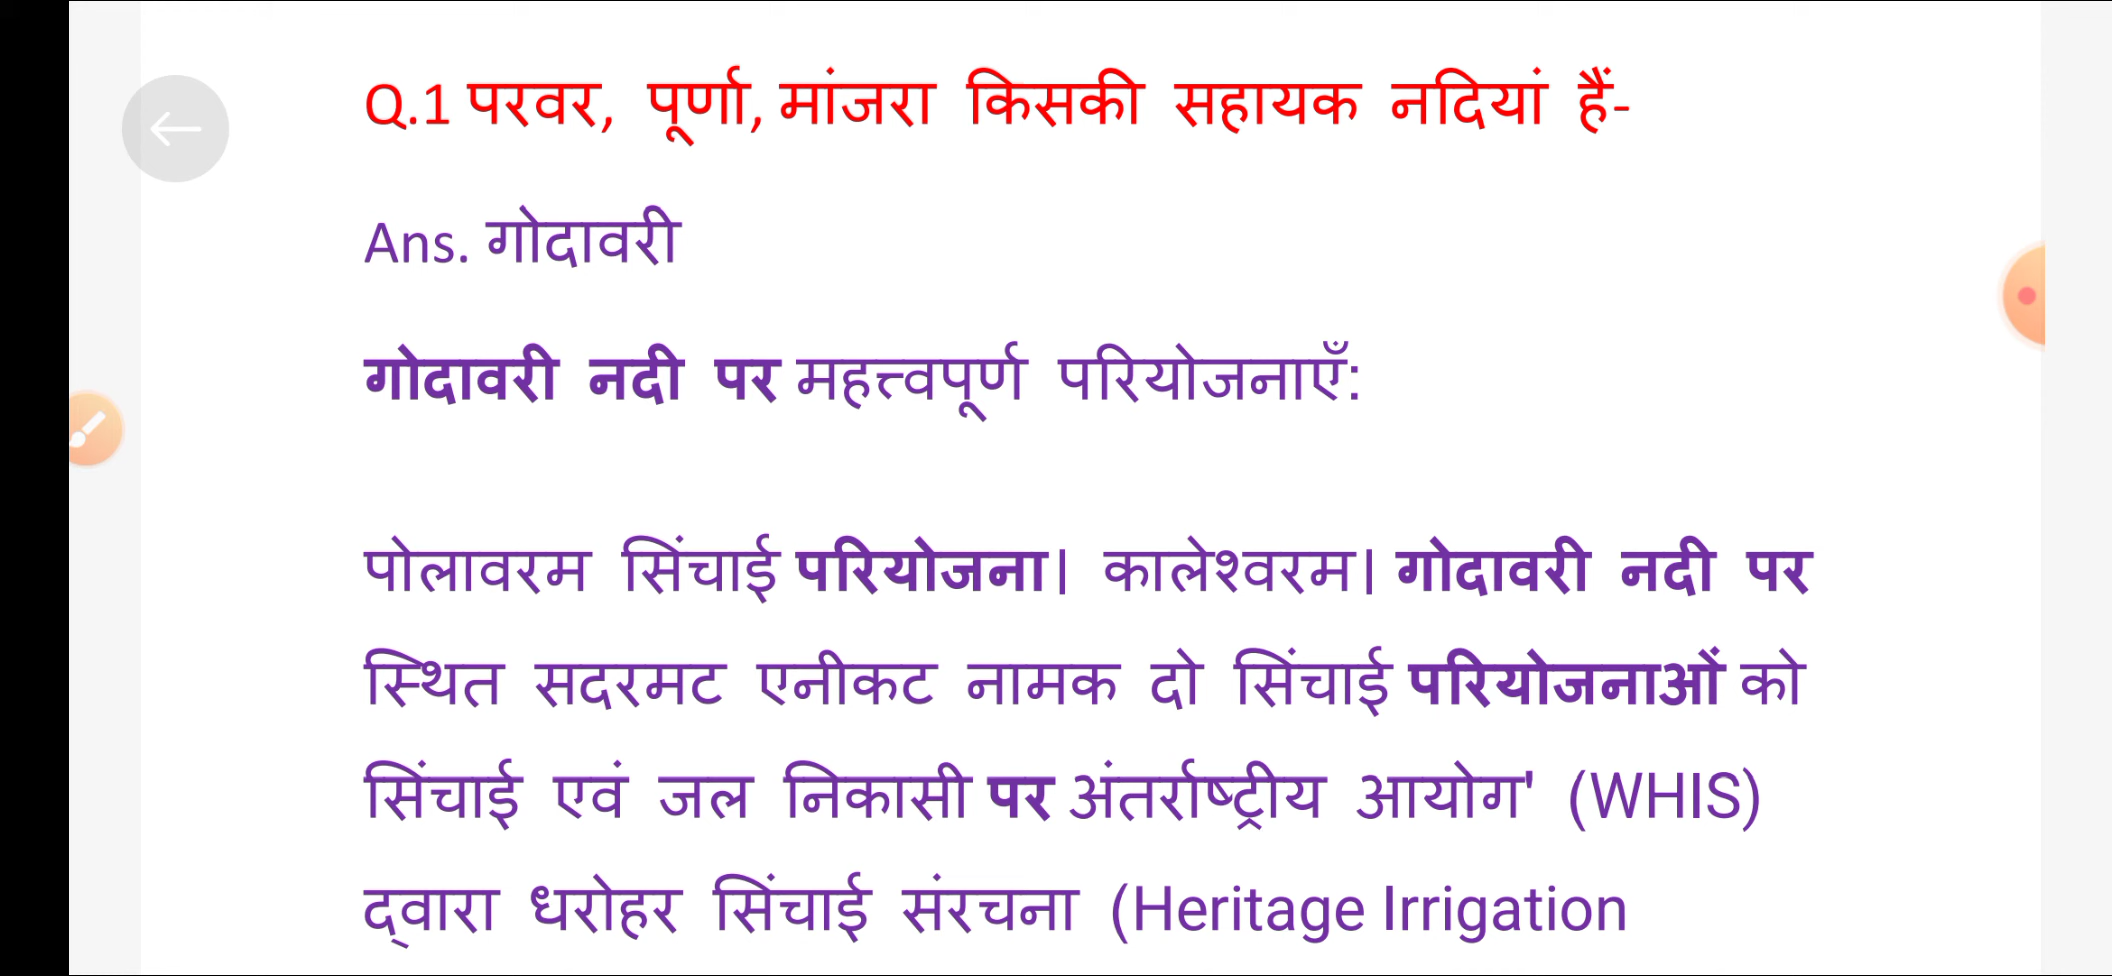 Q.1 परवर, पूर्णा, मांजरा किसकी सहायक नदियां हैं-
Ans. गोदावरी
गोदावरी नदी पर महत्त्वपूर्ण परियोजनाएँ:
पोलावरम सिंचाई परियोजना। कालेश्वरम। गोदावरी नदी पर
स्थित सदरमट एनीकट नामक दो सिंचाई परियोजनाओं को
सिंचाई एवं जल निकासी पर अंतर्राष्ट्रीय आयोग' (WHIS)
द्वारा धरोहर सिंचाई संरचना (Heritage Irrigation